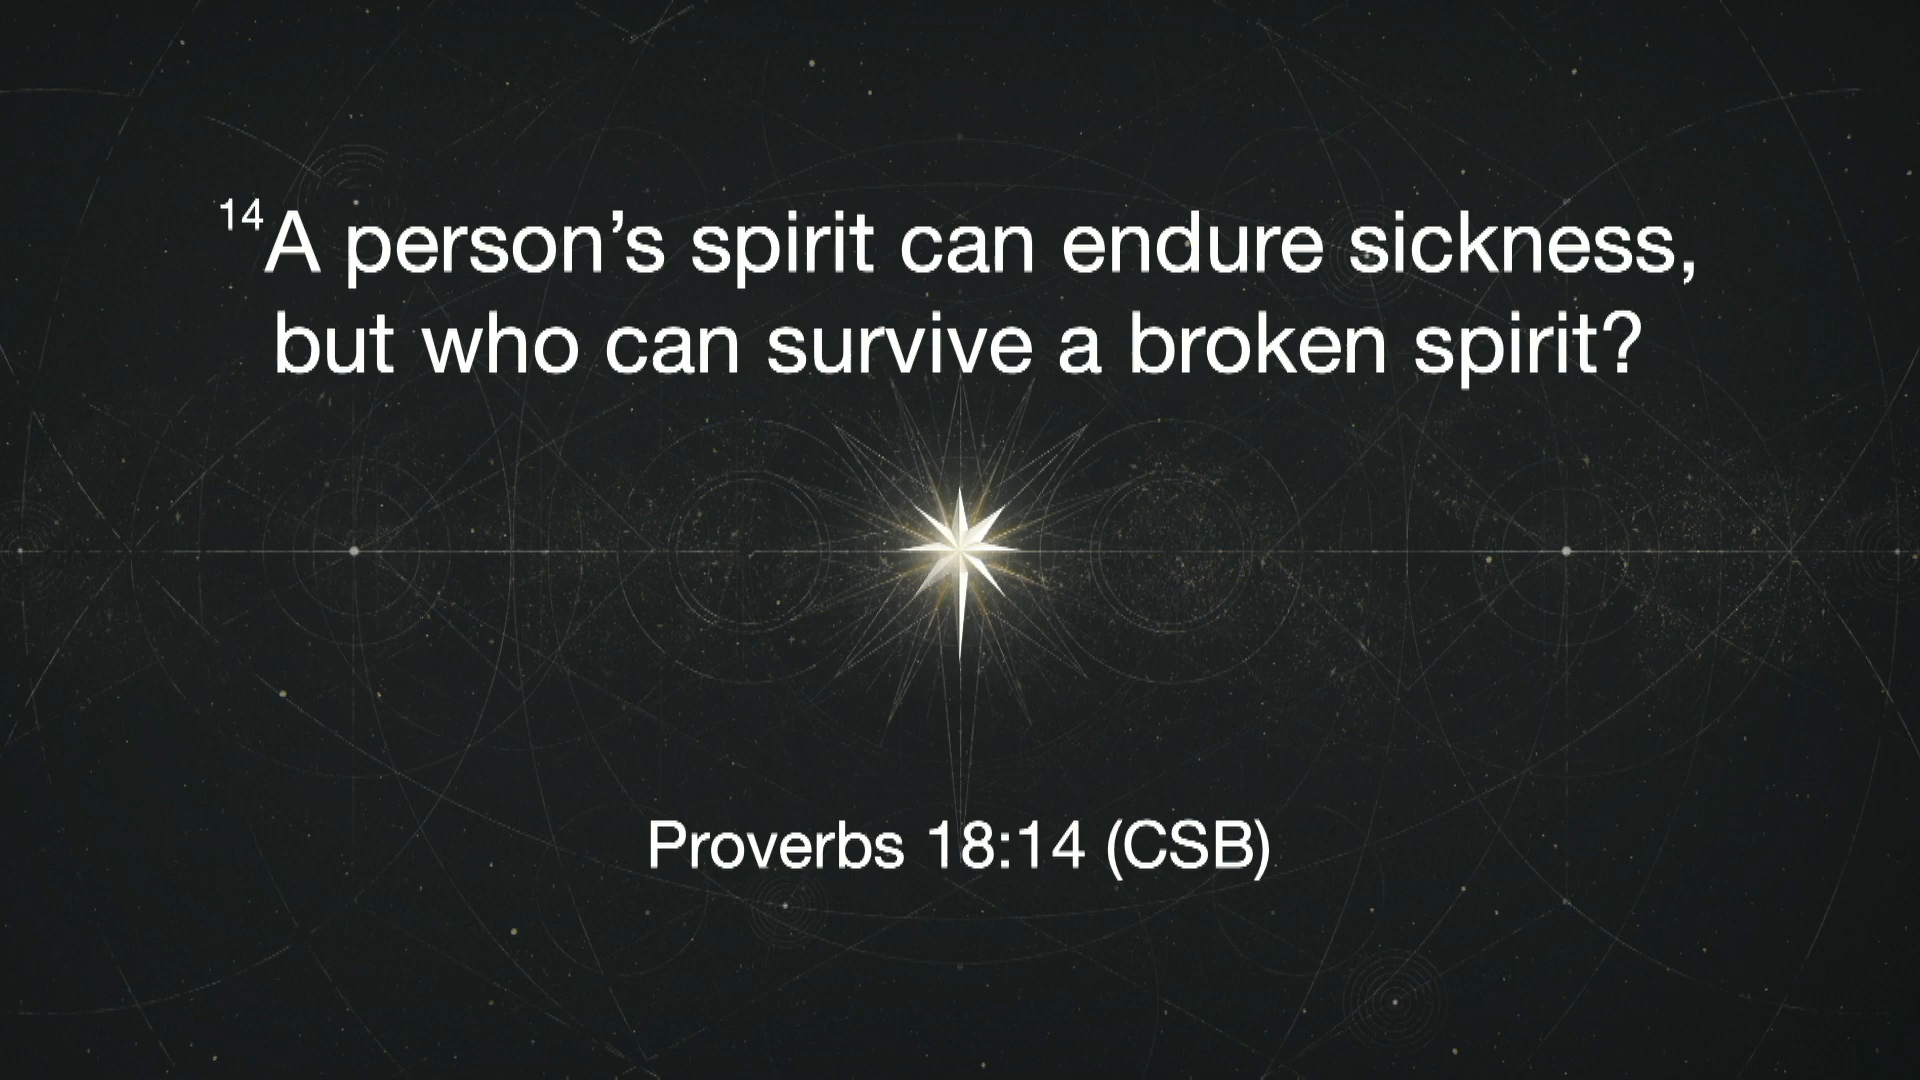 14A person’s spirit can endure sickness,
but who can survive a broken spirit?
Proverbs 18:14 (CSB)